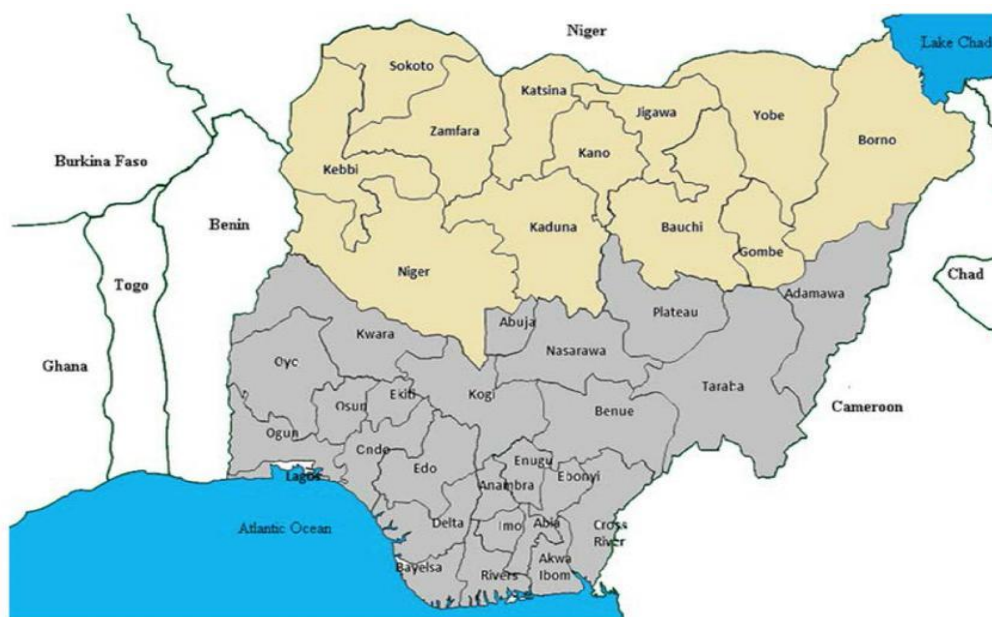 Niger
Lake Chad
Sokoto
Katsina
Jigawa
Yobe
Zamfara
Borno
Kano
Burkina Faso
Kebbi
Benin
Kaduna
Bauchi
Gombe
Niger
Togo
Chad
Adamawa
Plateau
Abuja
Kwara
Nasarawa
Ghana
Oyo
Taraba
Ekiti
Kogi
Osun
Cameroon
Benue
Ogun
Ondo
Edo
Enugu
Lagos
Anambra
Ebonyi
Atlantic Ocean
Delta
Imo
Abia
Cross
River
Bayelsa
Rivers
Akwa
Ibom